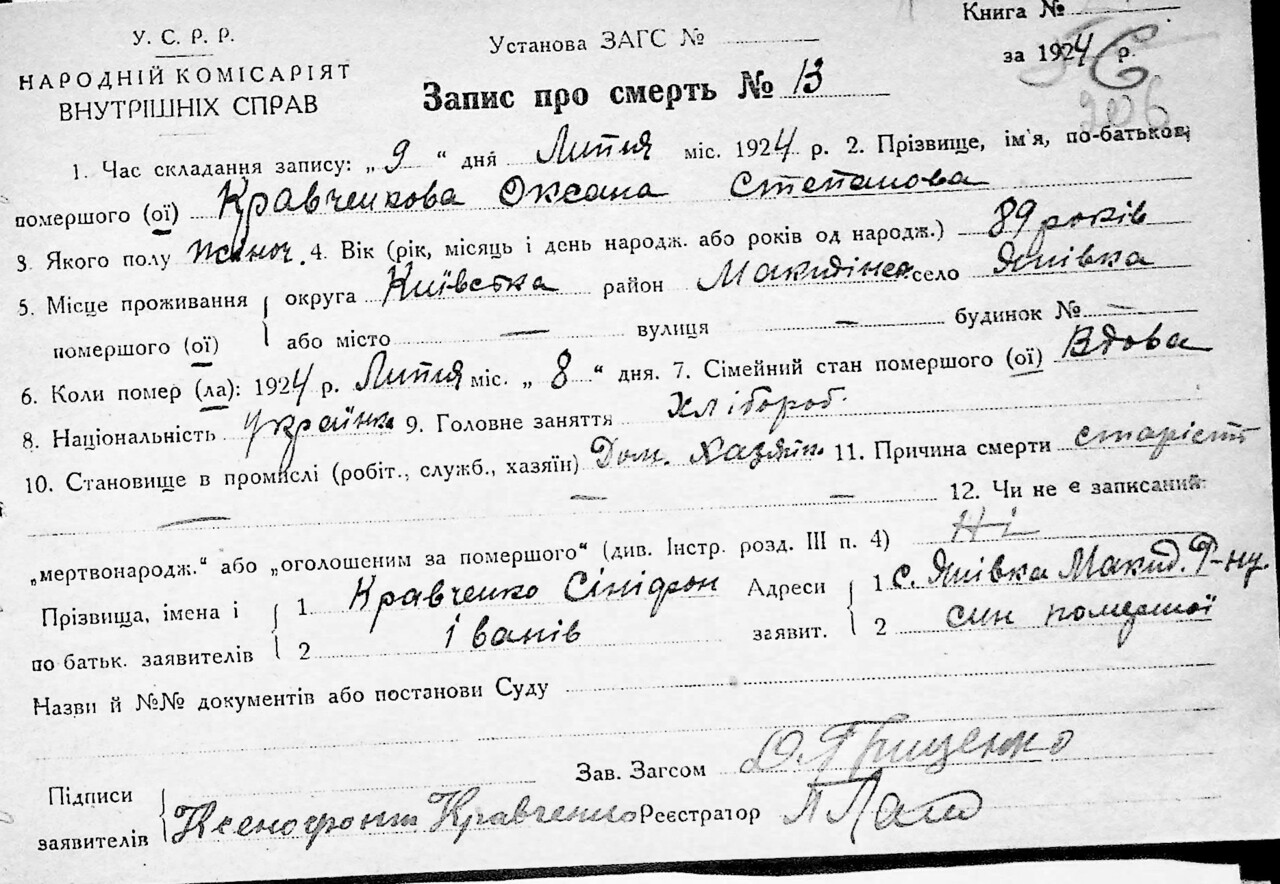 У. С. Р. Р.
НАРОДНІЙ КОМІСАРІЯТ
ВНУТРІШНІХ СПРАВ
Установа ЗАГС №
Книга №
за 1924 р.
206
Запис про смерть № 13
1. Час складання запису: „ 9 “ дня Липня міс. 1924 р. 2. Прізвище, ім'я, по-батькові
помершого (ої) Кравченкова Оксана Степанова
3. Якого полу жіноч. 4. Вік (рік, місяць і день народж. або років од народж.) 89 років
5. Місце проживання округа Київська район село Янівка
помершого (ої) або місто — вулиця — будинок № —
6. Коли помер (ла): 1924 р. Липня міс. „ 8 “ дня. 7. Сімейний стан помершого (ої) Вдова
8. Національність Українка 9. Головне заняття Хлібороб.
10. Становище в промислі (робіт., служб., хазяїн) Дом. 11. Причина смерті старість
— — — 12. Чи не є записаний
„мертвонародж.“ або „оголошеним за помершого“ (див. Інстр. розд. III п. 4) Ні
Прізвища, імена і 1 Кравченко Адреси 1 с. Янівка Р-ну.
по батьк. заявителів 2 Іванів заявит. 2 син помершої
Назви й №№ документів або постанови Суду
Зав. Загсом Д. Грищенко
Підписи
заявителів Ксенофонт Кравченко Реєстратор